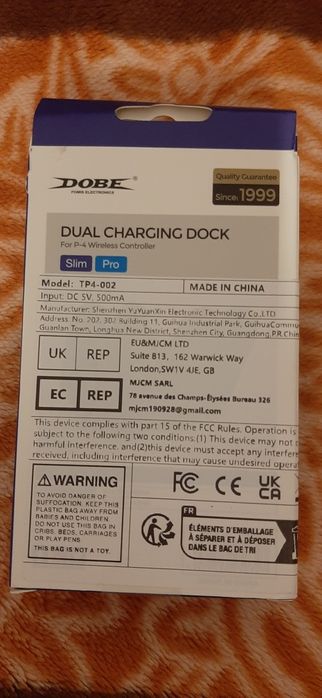 DOBE
POWER ELECTRONICS
Quality Guarantee
Since: 1999
DUAL CHARGING DOCK
For P-4 Wireless Controller
Slim Pro
Model: TP4-002
MADE IN CHINA
Input: DC 5V, 500mA
Manufacturer: Shenzhen YuYuanXin Electronic Technology Co.,Ltd
Address: No. 202, 302 Building 11, Guihua Industrial Park, GuihuaCommu
Guanlan Town, Longhua New District, Shenzhen City, Guangdong,P.R.Chin
UK REP
EU&MJCM LTD
Suite B13, 162 Warwick Way
London,SW1V 4JE, GB
EC REP
MJCM SARL
78 avenue des Champs-Élysées Bureau 326
mjcm190928@gmail.com
This device complies with part 15 of the FCC Rules. Operation is
subject to the following two conditions:(1) This device may not
harmful interference, and(2)this device must accept any interfere
received, including interference that may cause undesired opera
WARNING
TO AVOID DANGER OF
SUFFOCATION. KEEP THIS
PLASTIC BAG AWAY FROM
BABIES AND CHILDREN.
DO NOT USE THIS BAG IN
CRIBS, BEDS, CARRIAGES
OR PLAY PENS.
THIS BAG IS NOT A TOY.
FC CE UK
CA
FR
ÉLÉMENTS D'EMBALLAGE
À SÉPARER ET À DÉPOSER
DANS LE BAC DE TRI